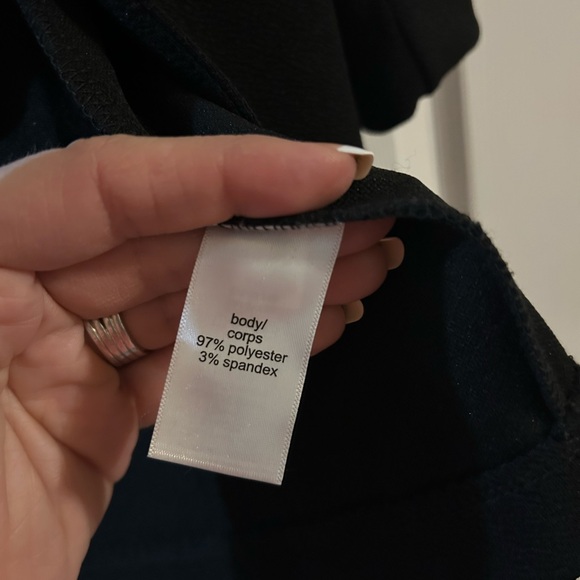 body/
corps
97% polyester
3% spandex